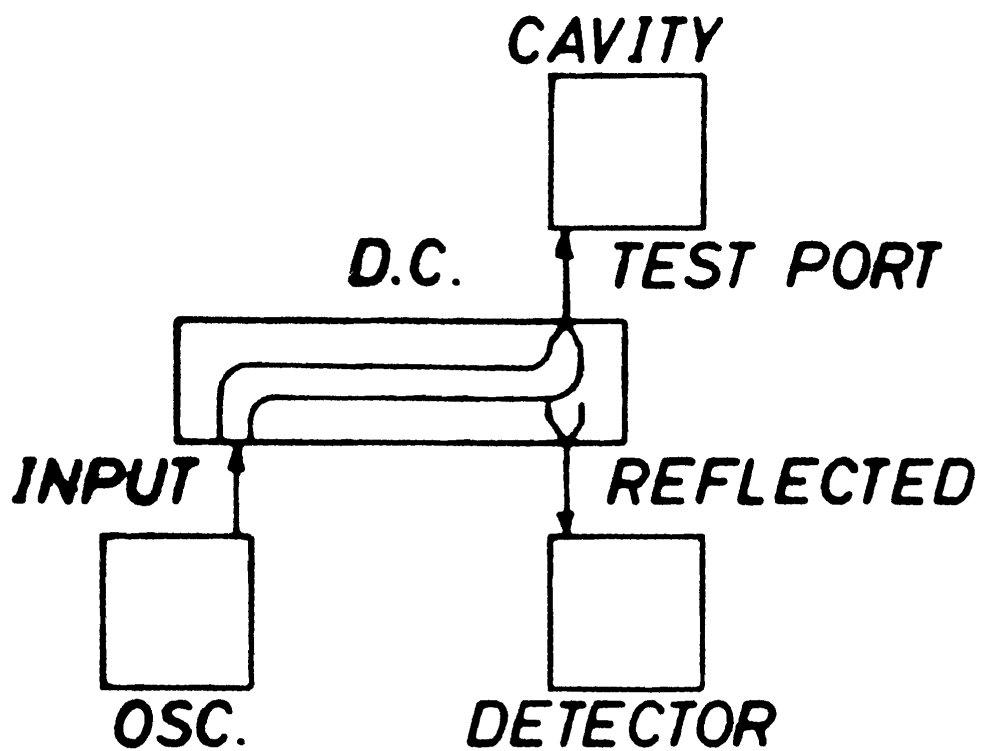 CAVITY
D.C.
TEST PORT
INPUT
REFLECTED
OSC.
DETECTOR